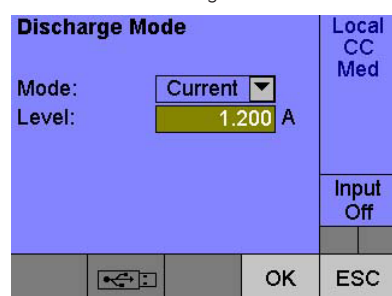 Discharge Mode
Local
CC
Med
Mode: Current
Level: 1.200 A
Input
Off
OK
ESC